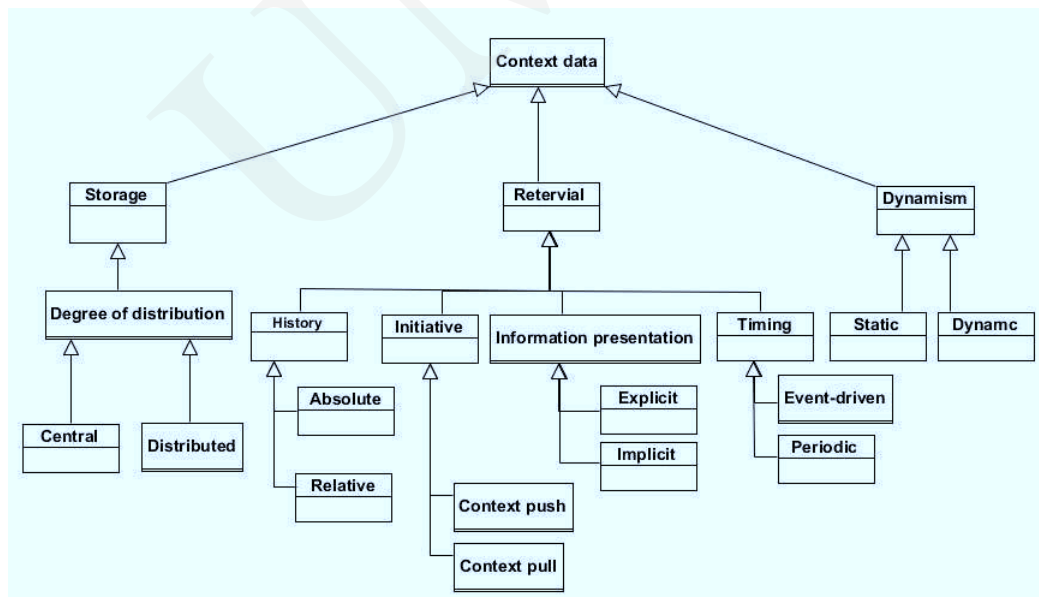 Context data
Storage
Retervial
Dynamism
Degree of distribution
History
Initiative
Information presentation
Timing
Static
Dynamc
Absolute
Explicit
Event-driven
Central
Distributed
Implicit
Periodic
Relative
Context push
Context pull